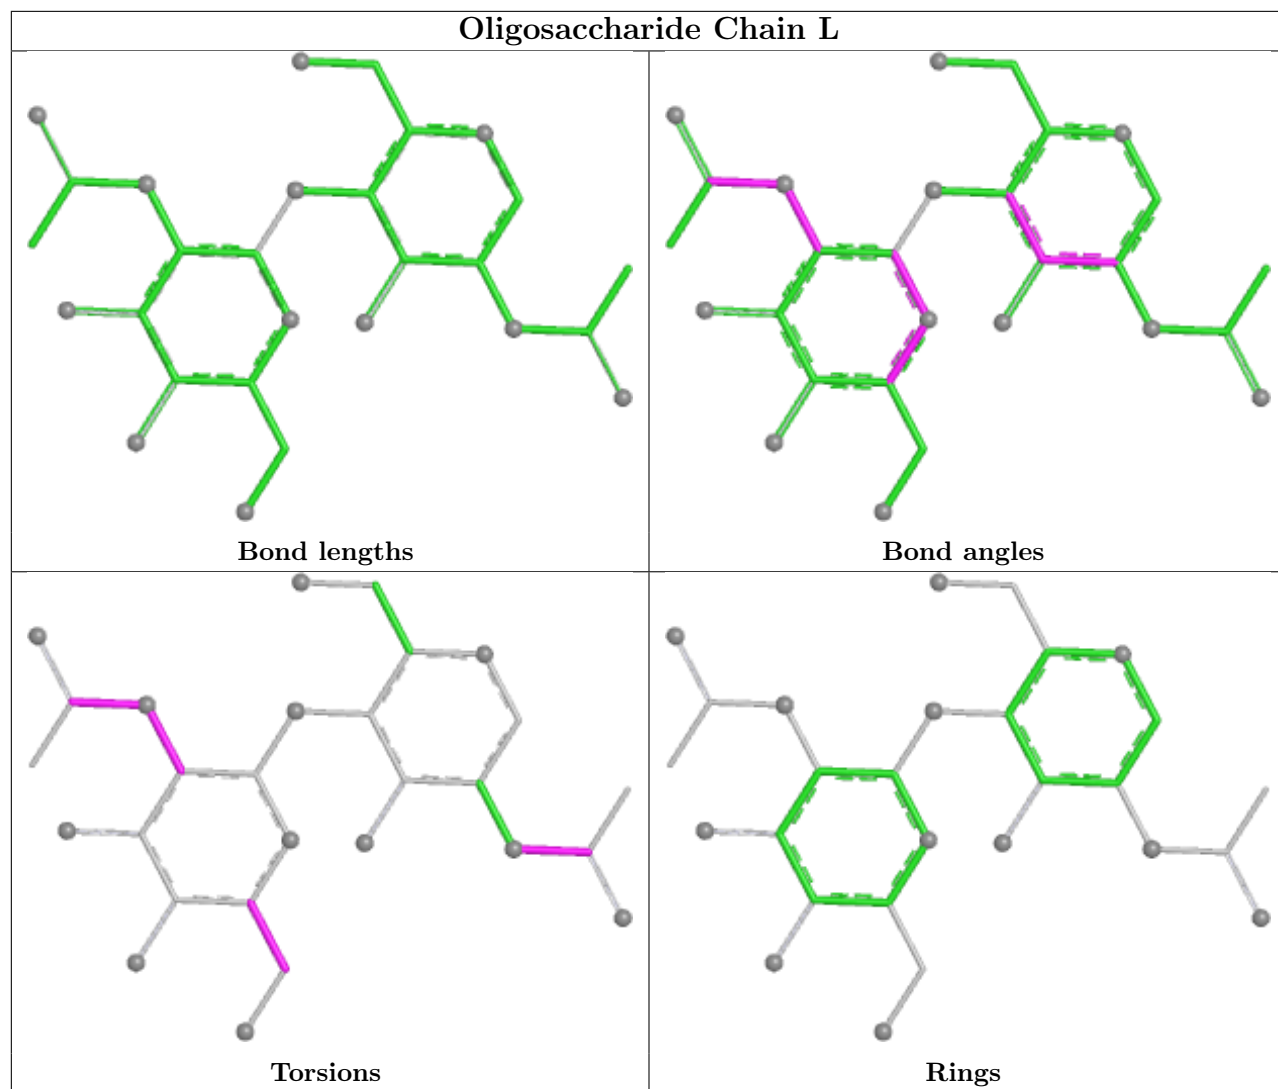 Oligosaccharide Chain L
Bond lengths
Bond angles
Torsions
Rings